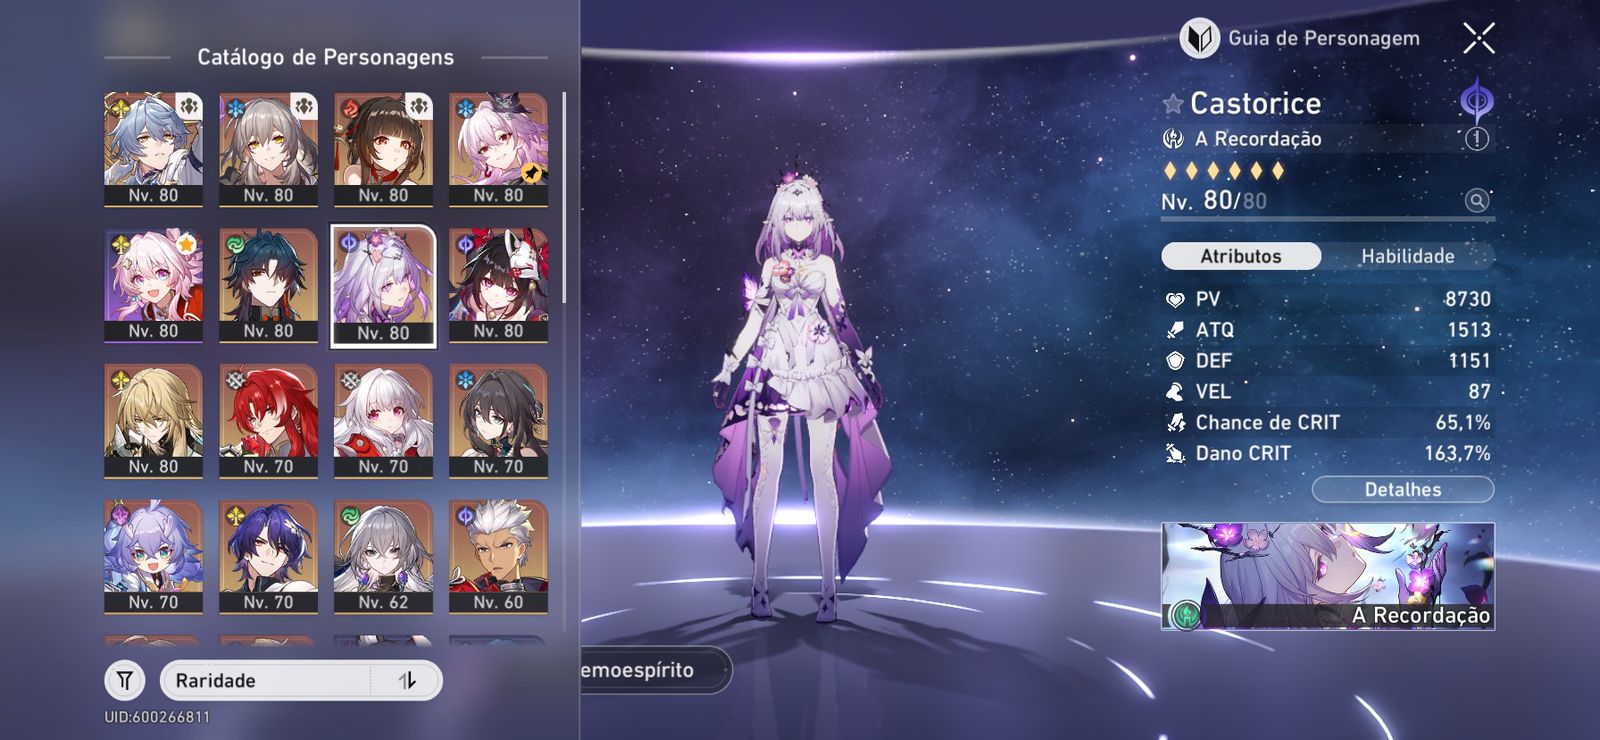 Catálogo de Personagens
Nv. 80
Nv. 80
Nv. 80
Nv. 80
Nv. 80
Nv. 80
Nv. 80
Nv. 80
Nv. 80
Nv. 70
Nv. 70
Nv. 70
Nv. 70
Nv. 70
Nv. 62
Nv. 60
Raridade
UID:600266811
emoespírito
Guia de Personagem
Castorice
A Recordação
Nv. 80/80
Atributos
Habilidade
PV 8730
ATQ 1513
DEF 1151
VEL 87
Chance de CRIT 65,1%
Dano CRIT 163,7%
Detalhes
A Recordação